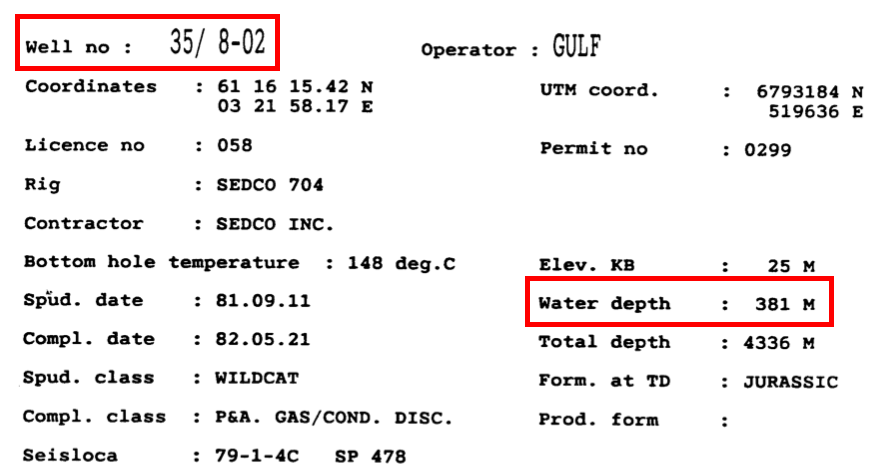 Well no : 35/ 8-02 Operator : GULF
Coordinates : 61 16 15.42 N UTM coord. : 6793184 N
03 21 58.17 E 519636 E
Licence no : 058 Permit no : 0299
Rig : SEDCO 704
Contractor : SEDCO INC.
Bottom hole temperature : 148 deg.C Elev. KB : 25 M
Spud. date : 81.09.11 Water depth : 381 M
Compl. date : 82.05.21 Total depth : 4336 M
Spud. class : WILDCAT Form. at TD : JURASSIC
Compl. class : P&A. GAS/COND. DISC. Prod. form :
Seisloca : 79-1-4C SP 478